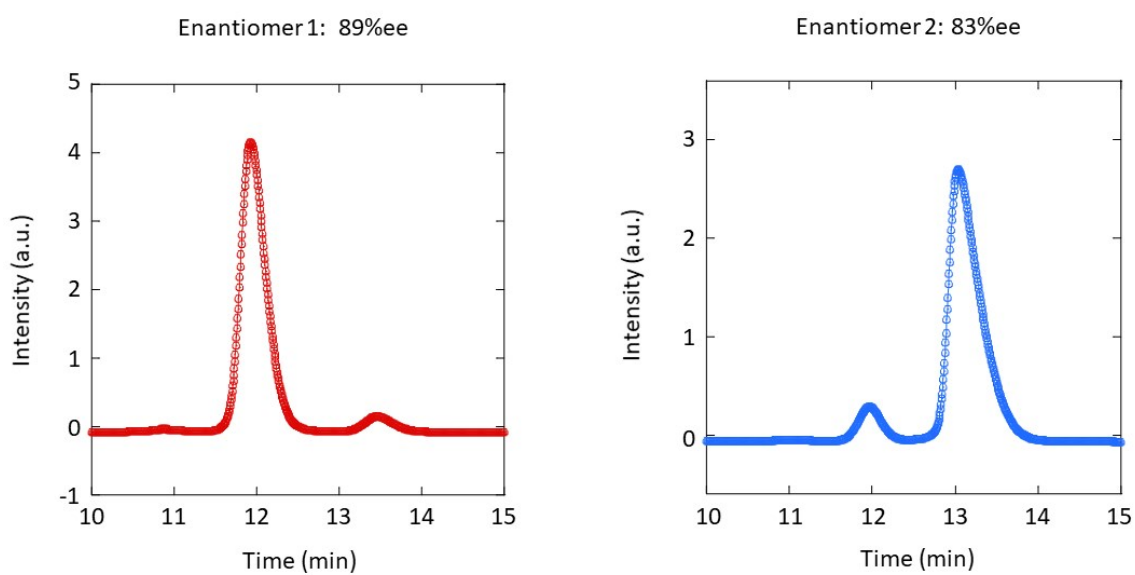 Enantiomer 1: 89%ee
5
4
3
2
1
0
-1
Intensity (a.u.)
10 11 12 13 14 15
Time (min)
Enantiomer 2: 83%ee
3
2
1
0
Intensity (a.u.)
10 11 12 13 14 15
Time (min)